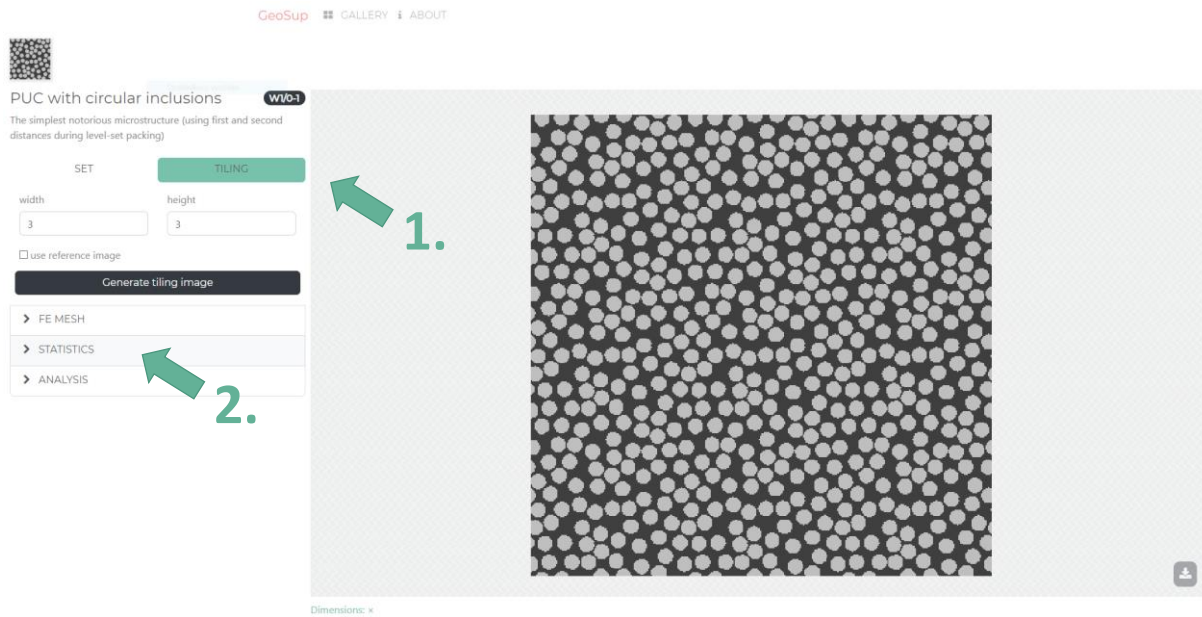 GeoSup GALLERY i ABOUT
PUC with circular inclusions W1/0-1
The simplest notorious microstructure (using first and second
distances during level-set packing)
SET TILING
width height
3 3
use reference image
Generate tiling image
FE MESH
STATISTICS
ANALYSIS
1.
2.
Dimensions: ×